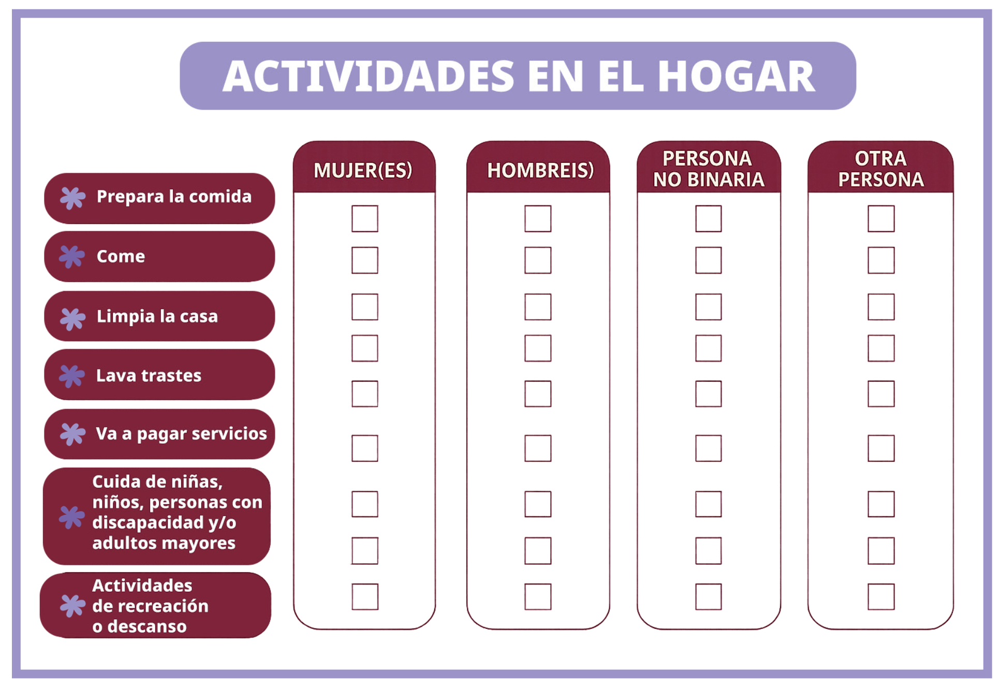 ACTIVIDADES EN EL HOGAR
MUJER(ES)
HOMBREIS)
PERSONA
NO BINARIA
OTRA
PERSONA
Prepara la comida
Come
Limpia la casa
Lava trastes
Va a pagar servicios
Cuida de niñas,
niños, personas con
discapacidad y/o
adultos mayores
Actividades
de recreación
o descanso